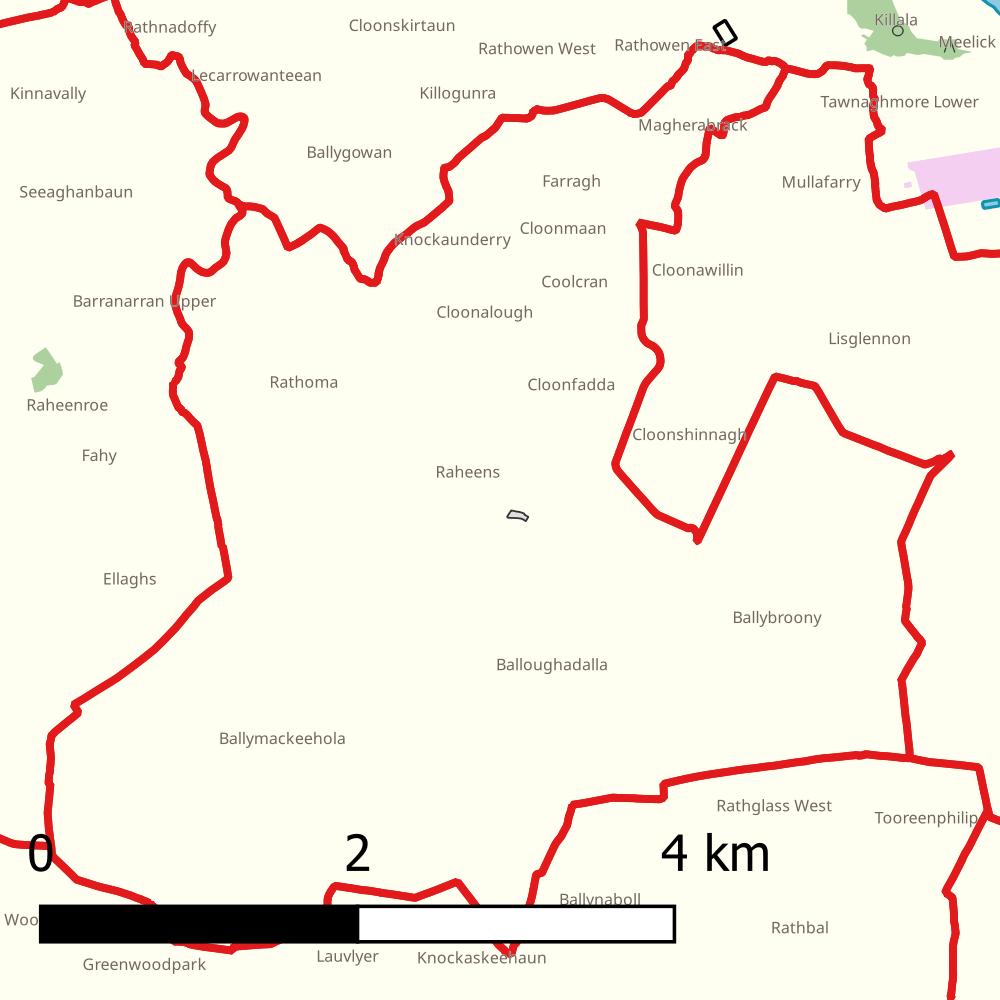 Killala
Rathnadoffy
Cloonskirtaun
Rathowen West
Rathowen East
Meelick
Lecarrowanteean
Kinnavally
Killogunra
Tawnaghmore Lower
Magherabrack
Ballygowan
Farragh
Mullafarry
Seeaghanbaun
Cloonmaan
Knockaunderry
Cloonawillin
Coolcran
Barranarran Upper
Cloonalough
Lisglennon
Rathoma
Cloonfadda
Raheenroe
Cloonshinnagh
Fahy
Raheens
Ellaghs
Ballybroony
Balloughadalla
Ballymackeehola
Rathglass West
Tooreenphilip
0 2 4 km
Ballynaboll
Woo
Rathbal
Lauvlyer
Knockaskeehaun
Greenwoodpark